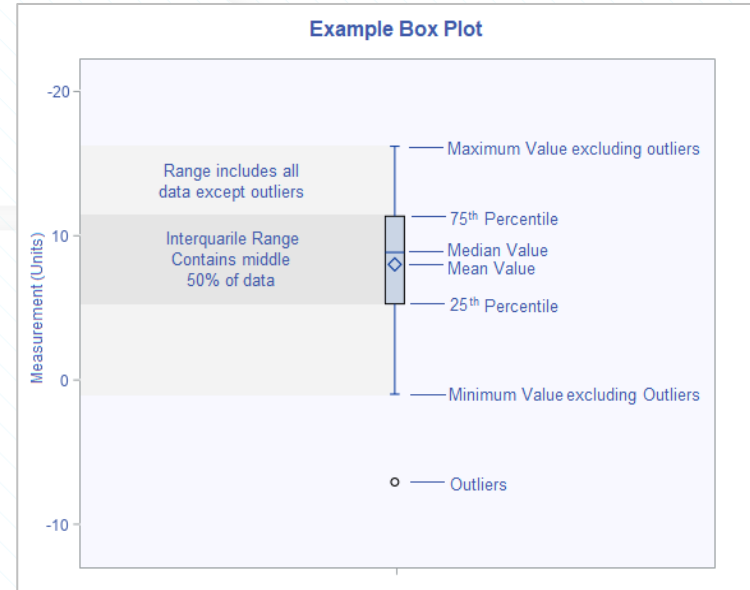 Example Box Plot
-20
Maximum Value excluding outliers
Range includes all
data except outliers
75th Percentile
10
Interquarile Range
Contains middle
50% of data
Median Value
Mean Value
25th Percentile
Measurement (Units)
0
Minimum Value excluding Outliers
Outliers
-10